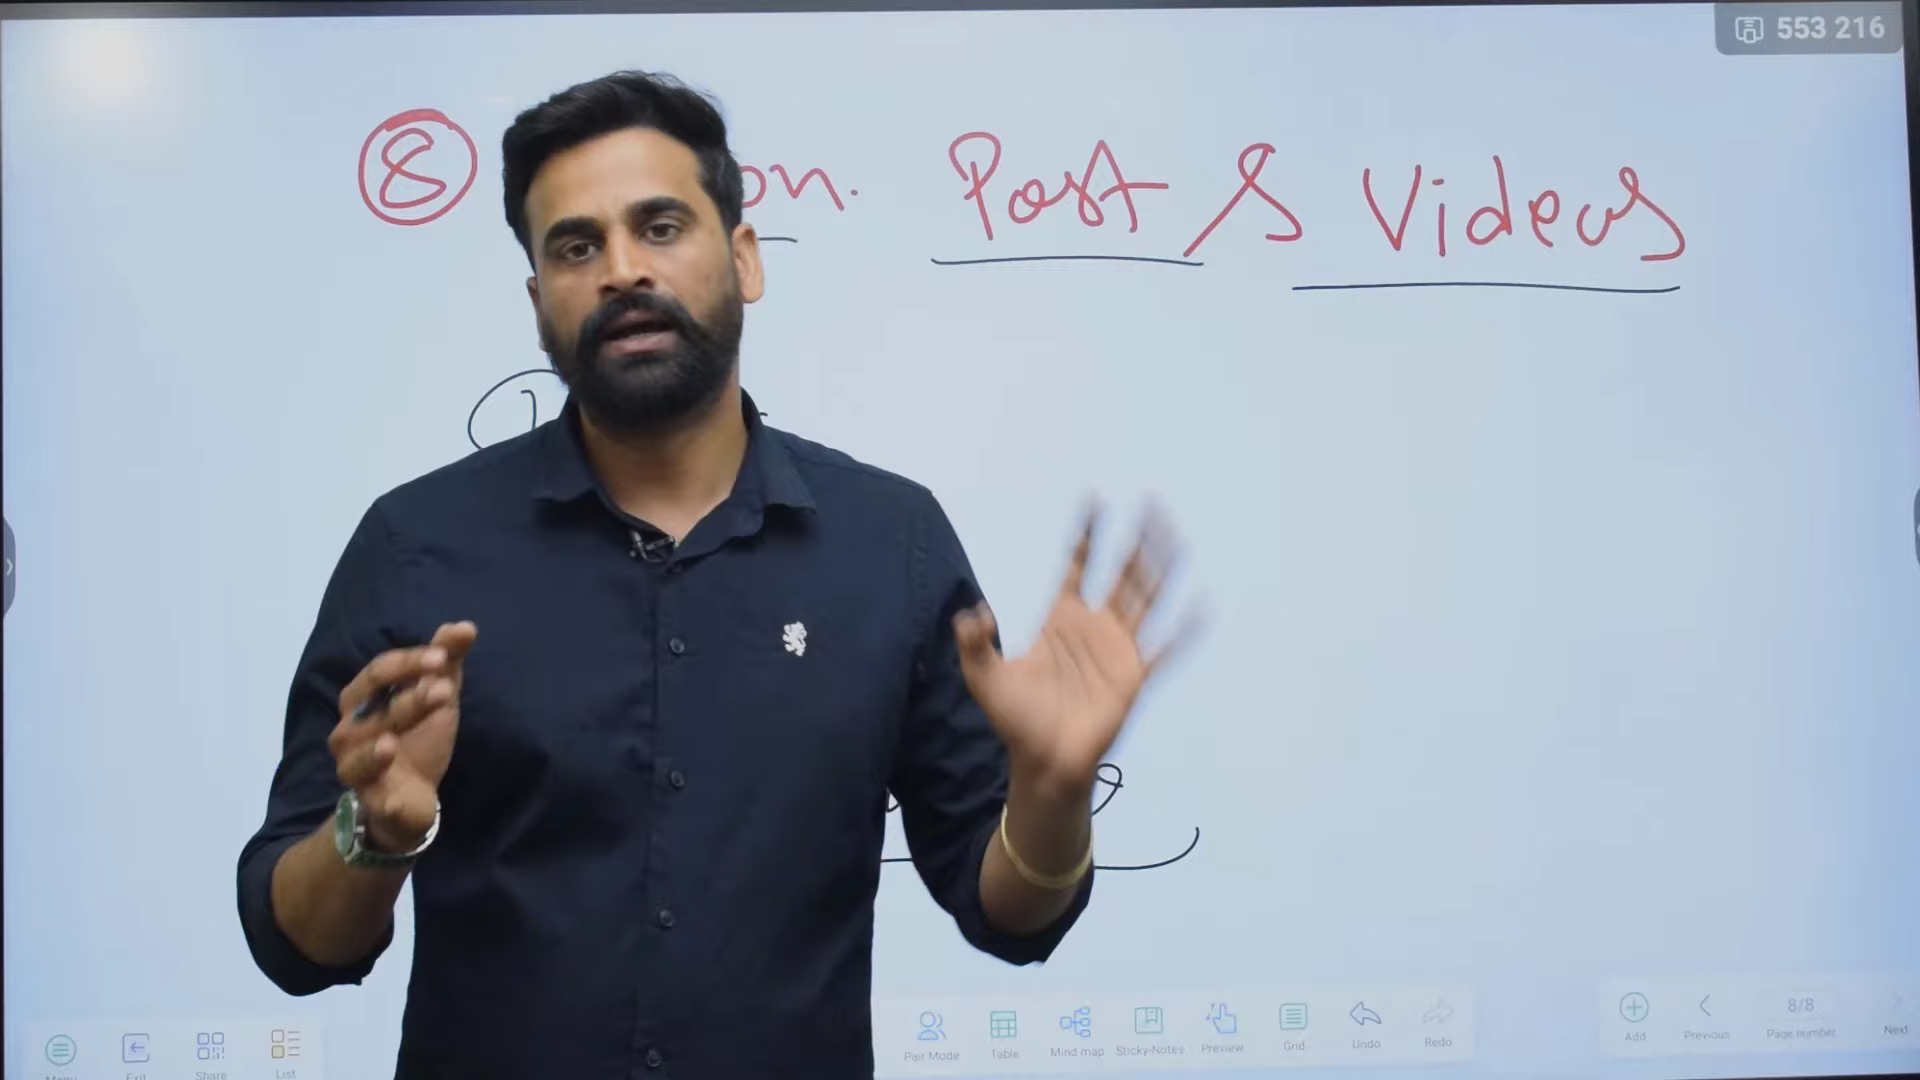 553 216
8 on. Post & Videos
Menu Exit Share List Pair Mode Table Mind map Sticky-Notes Preview Grid Undo Redo Add Previous 8/8 Page number Next